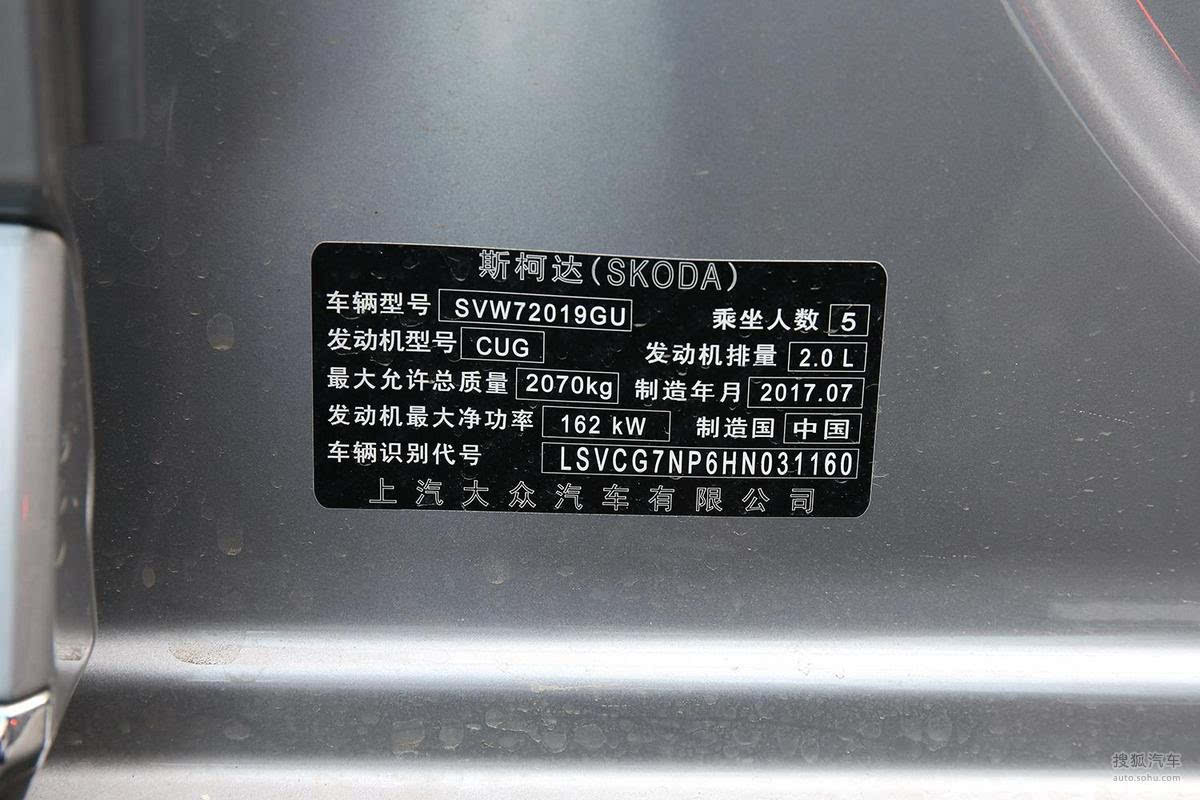 斯柯达(SKODA)
车辆型号 SVW72019GU 乘坐人数 5
发动机型号 CUG 发动机排量 2.0 L
最大允许总质量 2070kg 制造年月 2017.07
发动机最大净功率 162 kW 制造国 中国
车辆识别代号 LSVCG7NP6HN031160
上汽大众汽车有限公司
搜狐汽车
auto.sohu.com